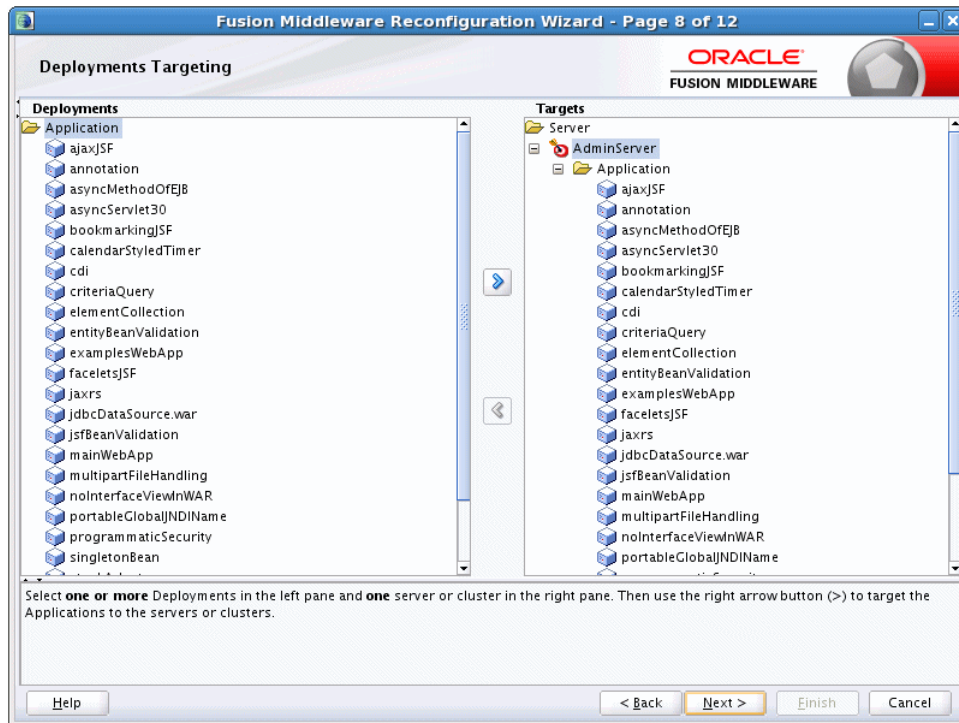 Fusion Middleware Reconfiguration Wizard - Page 8 of 12
Deployments Targeting
ORACLE
FUSION MIDDLEWARE
Deployments
Application
ajaxJSF
annotation
asyncMethodOfEJB
asyncServlet30
bookmarkingJSF
calendarStyledTimer
cdi
criteriaQuery
elementCollection
entityBeanValidation
examplesWebApp
faceletsJSF
jaxrs
jdbcDataSource.war
jsfBeanValidation
mainWebApp
multipartFileHandling
noInterfaceViewInWAR
portableGlobalJNDIName
programmaticSecurity
singletonBean
Targets
Server
AdminServer
Application
ajaxJSF
annotation
asyncMethodOfEJB
asyncServlet30
bookmarkingJSF
calendarStyledTimer
cdi
criteriaQuery
elementCollection
entityBeanValidation
examplesWebApp
faceletsJSF
jaxrs
jdbcDataSource.war
jsfBeanValidation
mainWebApp
multipartFileHandling
noInterfaceViewInWAR
portableGlobalJNDIName
Select one or more Deployments in the left pane and one server or cluster in the right pane. Then use the right arrow button (>) to target the
Applications to the servers or clusters.
Help
< Back
Next >
Finish
Cancel